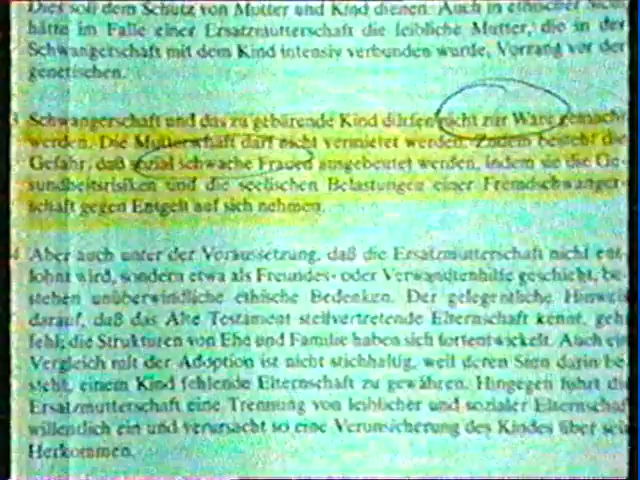 Dies soll dem Schutz von Mutter und Kind dienen. Auch in ethischer Sicht
hätte im Falle einer Ersatzmutterschaft die leibliche Mutter, die in der
Schwangerschaft mit dem Kind intensiv verbunden wurde, Vorrang vor der
genetischen.
3 Schwangerschaft und das zu gebärende Kind dürfen nicht zur Ware gemacht
werden. Die Mutterschaft darf nicht vermietet werden. Zudem besteht die
Gefahr, daß sozial schwache Frauen ausgebeutet werden, indem sie die Ge-
sundheitsrisiken und die seelischen Belastungen einer Fremdschwanger-
schaft gegen Entgelt auf sich nehmen.
4 Aber auch unter der Voraussetzung, daß die Ersatzmutterschaft nicht ent-
lohnt wird, sondern etwa als Freundes- oder Verwandtenhilfe geschieht, be-
stehen unüberwindliche ethische Bedenken. Der gelegentliche Hinweis
darauf, daß das Alte Testament stellvertretende Elternschaft kennt, geht
fehl; die Strukturen von Ehe und Familie haben sich fortentwickelt. Auch ein
Vergleich mit der Adoption ist nicht stichhaltig, weil deren Sinn darin be-
steht, einem Kind fehlende Elternschaft zu gewähren. Hingegen führt die
Ersatzmutterschaft eine Trennung von leiblicher und sozialer Elternschaf
willentlich ein und verursacht so eine Verunsicherung des Kindes über sein
Herkommen.